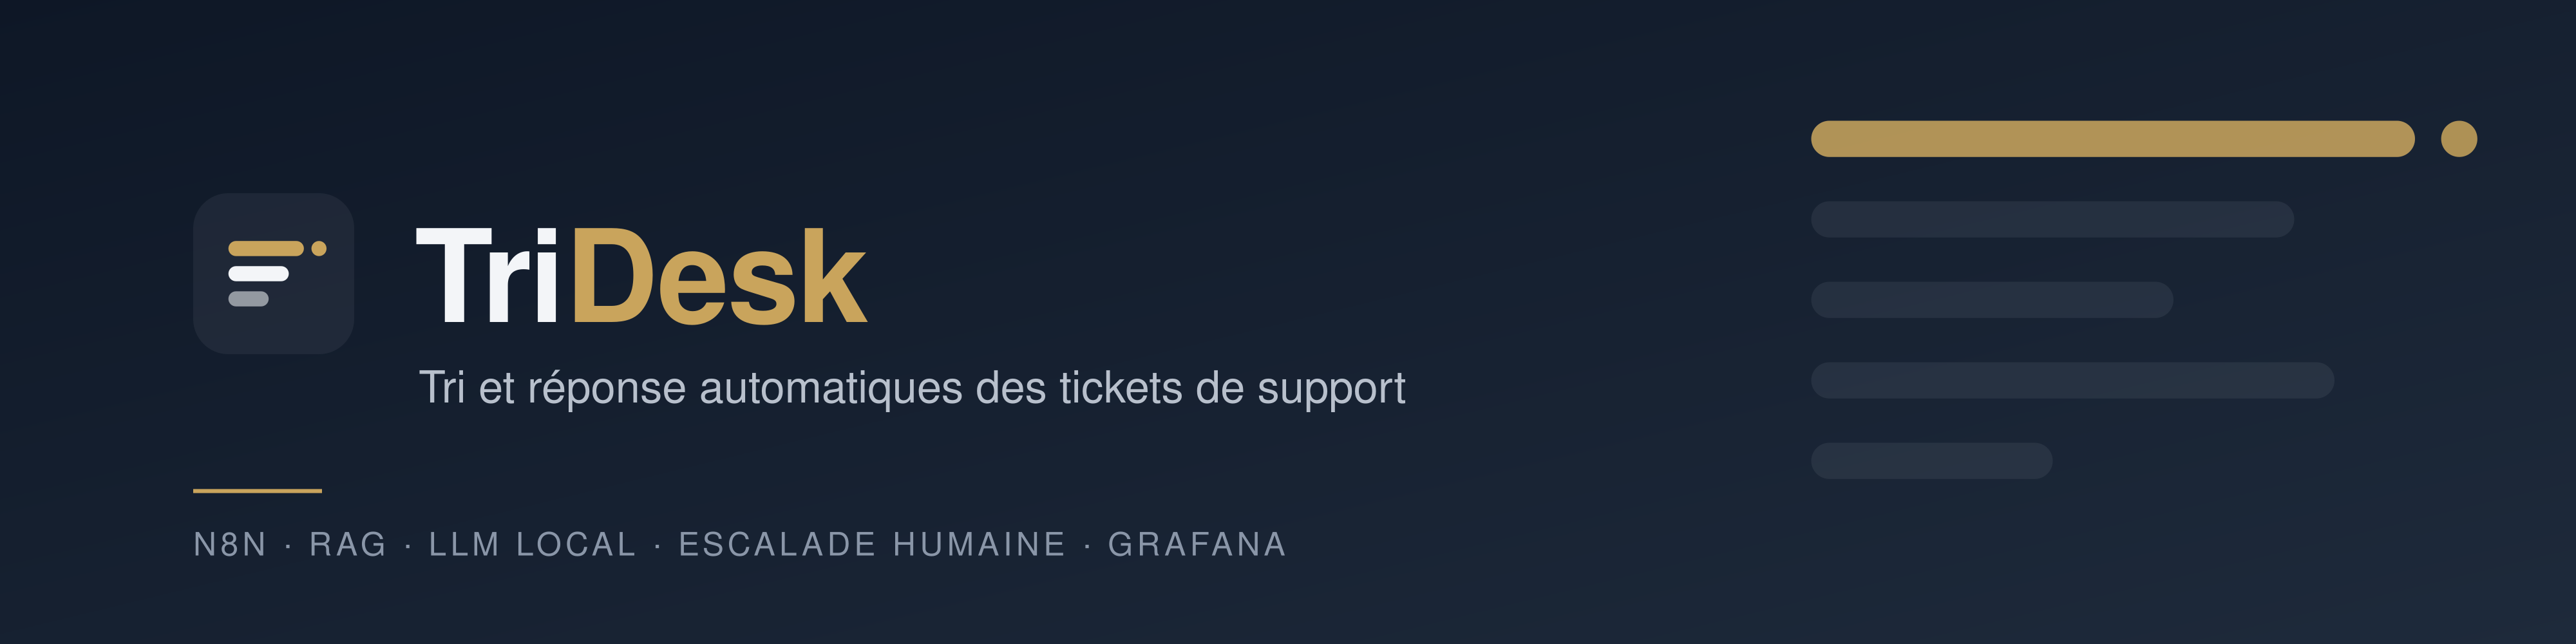 TriDesk
Tri et réponse automatiques des tickets de support
N8N · RAG · LLM LOCAL · ESCALADE HUMAINE · GRAFANA